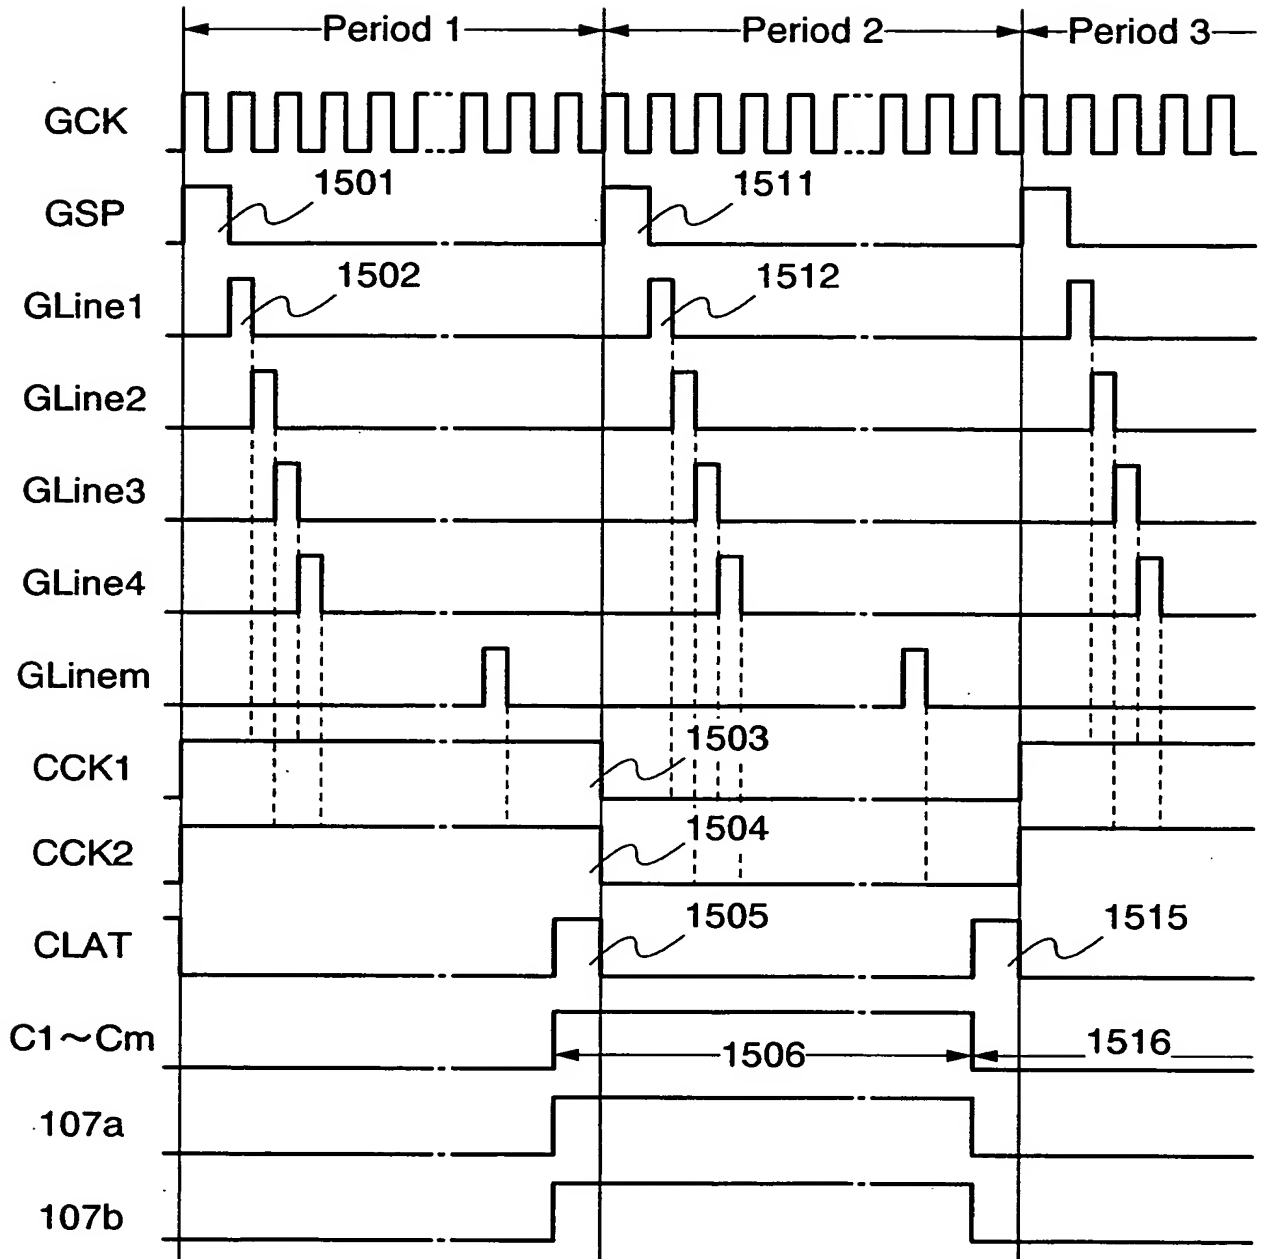 Period 1 Period 2 Period 3
GCK
GSP 1501 1511
GLine1 1502 1512
GLine2
GLine3
GLine4
GLinem
CCK1 1503
CCK2 1504
CLAT 1505 1515
C1~Cm 1506 1516
107a
107b